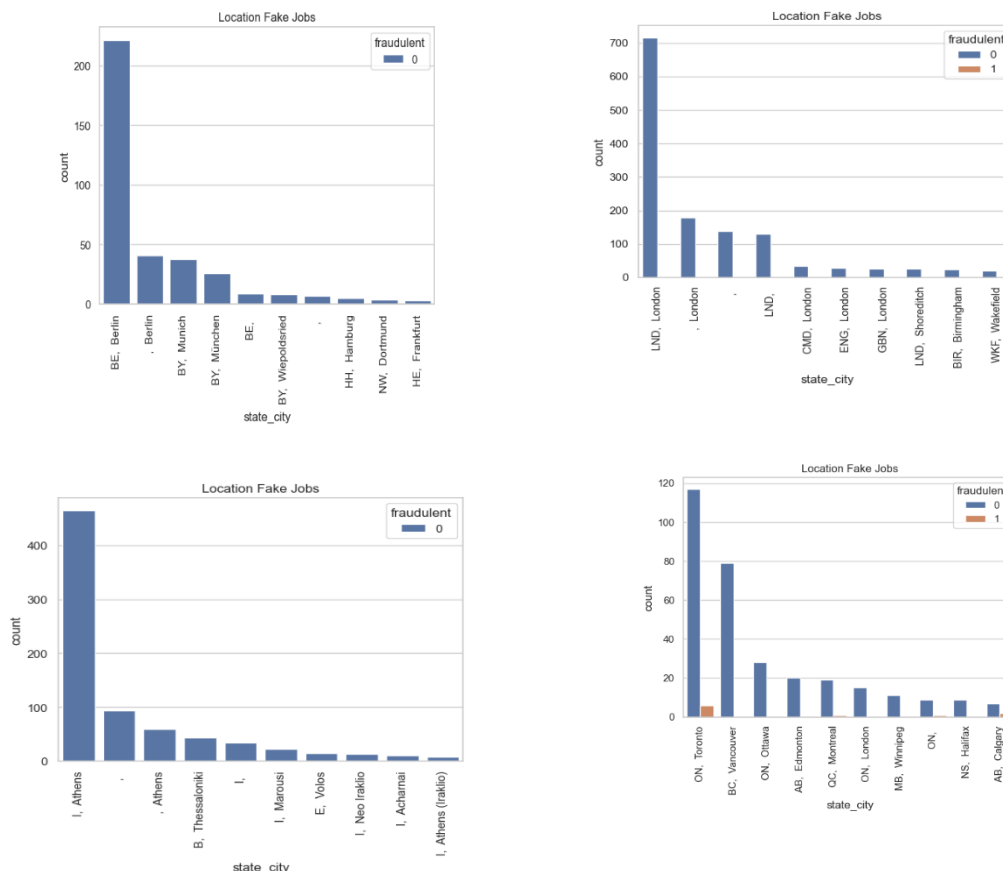 Location Fake Jobs
fraudulent
0
200
150
100
50
0
count
BE, Berlin
, Berlin
BY, Munich
BY, München
BE,
BY, Wiepoldsried
,
HH, Hamburg
NW, Dortmund
HE, Frankfurt
state_city
Location Fake Jobs
fraudulent
0
1
700
600
500
400
300
200
100
0
count
LND, London
, London
,
LND,
CMD, London
ENG, London
GBN, London
LND, Shoreditch
BIR, Birmingham
WKF, Wakefield
state_city
Location Fake Jobs
fraudulent
0
400
300
200
100
0
count
I, Athens
,
, Athens
B, Thessaloniki
I,
I, Marousi
E, Volos
I, Neo Iraklio
I, Acharnai
I, Athens (Iraklio)
state_city
Location Fake Jobs
fraudulent
0
1
120
100
80
60
40
20
0
count
ON, Toronto
BC, Vancouver
ON, Ottawa
AB, Edmonton
QC, Montreal
ON, London
MB, Winnipeg
ON,
NS, Halifax
AB, Calgary
state_city